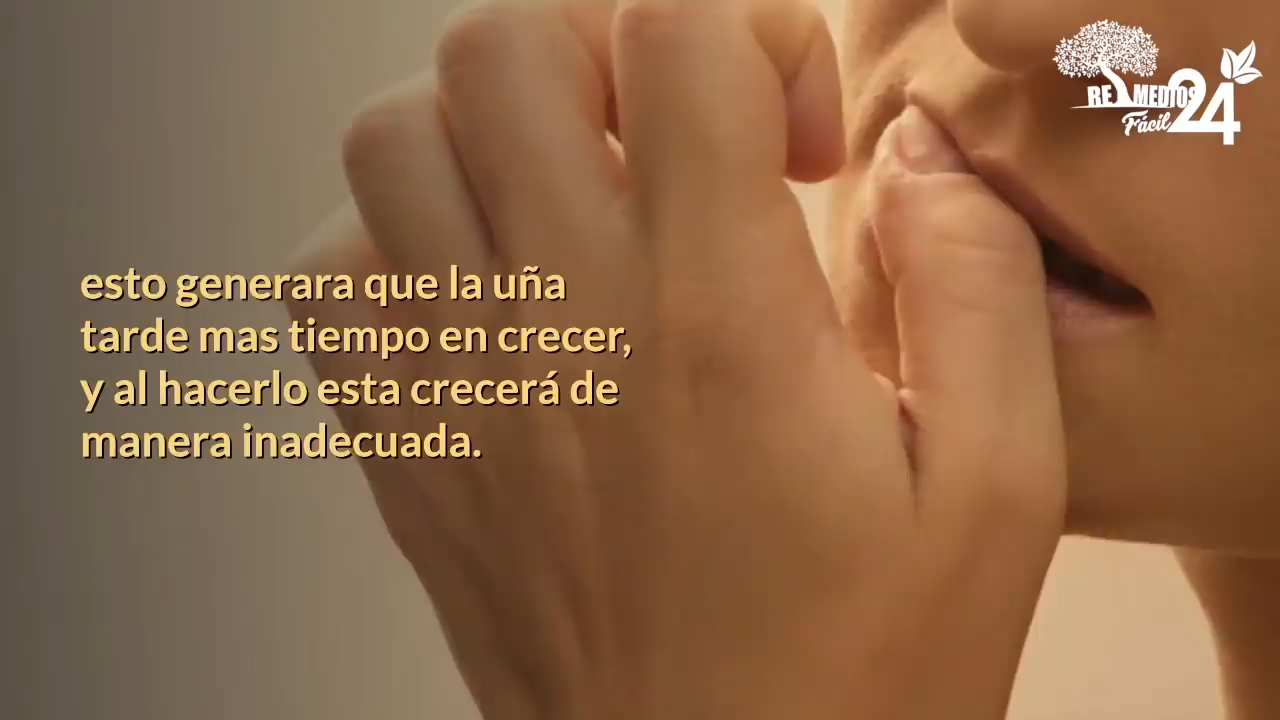 REMEDIOS
Fácil 24
esto generara que la uña
tarde mas tiempo en crecer,
y al hacerlo esta crecerá de
manera inadecuada.